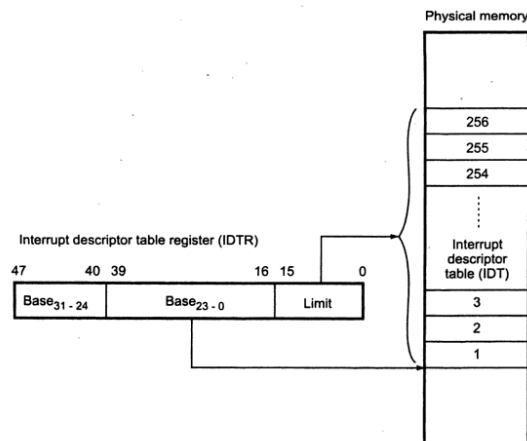 Physical memory
256
255
254
Interrupt descriptor table register (IDTR)
47 40 39 16 15 0
Base31 - 24 Base23 - 0 Limit
Interrupt
descriptor
table (IDT)
3
2
1